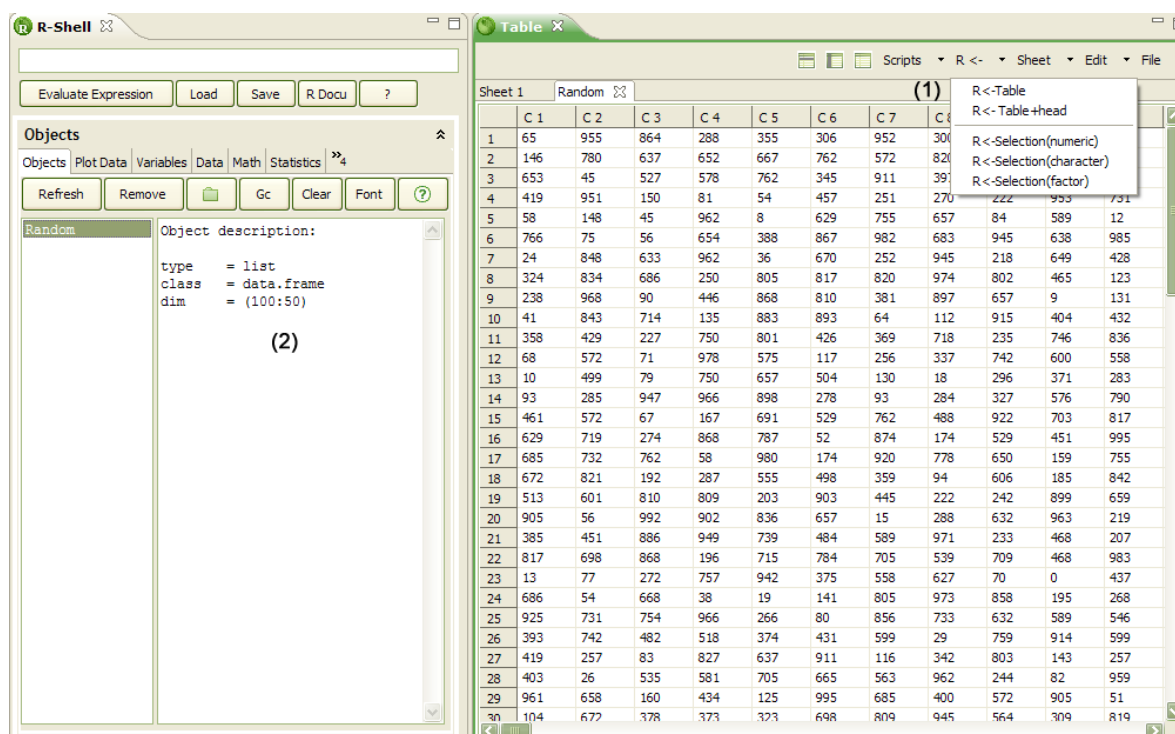 R-Shell
Evaluate Expression Load Save R Docu ?
Objects
Objects Plot Data Variables Data Math Statistics »4
Refresh Remove Gc Clear Font ?
Random
Object description:
type = list
class = data.frame
dim = (100:50)
(2)
Table
Scripts R <- Sheet Edit File
Sheet 1 Random (1)
R<-Table
R<- Table+head
R<-Selection(numeric)
R<-Selection(character)
R<-Selection(factor)
C 1 C 2 C 3 C 4 C 5 C 6 C 7
1 65 955 864 288 355 306 952
2 146 780 637 652 667 762 572
3 653 45 527 578 762 345 911
4 419 951 150 81 54 457 251 270 222 953 731
5 58 148 45 962 8 629 755 657 84 589 12
6 766 75 56 654 388 867 982 683 945 638 985
7 24 848 633 962 36 670 252 945 218 649 428
8 324 834 686 250 805 817 820 974 802 465 123
9 238 968 90 446 868 810 381 897 657 9 131
10 41 843 714 135 883 893 64 112 915 404 432
11 358 429 227 750 801 426 369 718 235 746 836
12 68 572 71 978 575 117 256 337 742 600 558
13 10 499 79 750 657 504 130 18 296 371 283
14 93 285 947 966 898 278 93 284 327 576 790
15 461 572 67 167 691 529 762 488 922 703 817
16 629 719 274 868 787 52 874 174 529 451 995
17 685 732 762 58 980 174 920 778 650 159 755
18 672 821 192 287 555 498 359 94 606 185 842
19 513 601 810 809 203 903 445 222 242 899 659
20 905 56 992 902 836 657 15 288 632 963 219
21 385 451 886 949 739 484 589 971 233 468 207
22 817 698 868 196 715 784 705 539 709 468 983
23 13 77 272 757 942 375 558 627 70 0 437
24 686 54 668 38 19 141 805 973 858 195 268
25 925 731 754 966 266 80 856 733 632 589 546
26 393 742 482 518 374 431 599 29 759 914 599
27 419 257 83 827 637 911 116 342 803 143 257
28 403 26 535 581 705 665 563 962 244 82 959
29 961 658 160 434 125 995 685 400 572 905 51
30 104 672 378 373 323 698 809 945 564 309 819